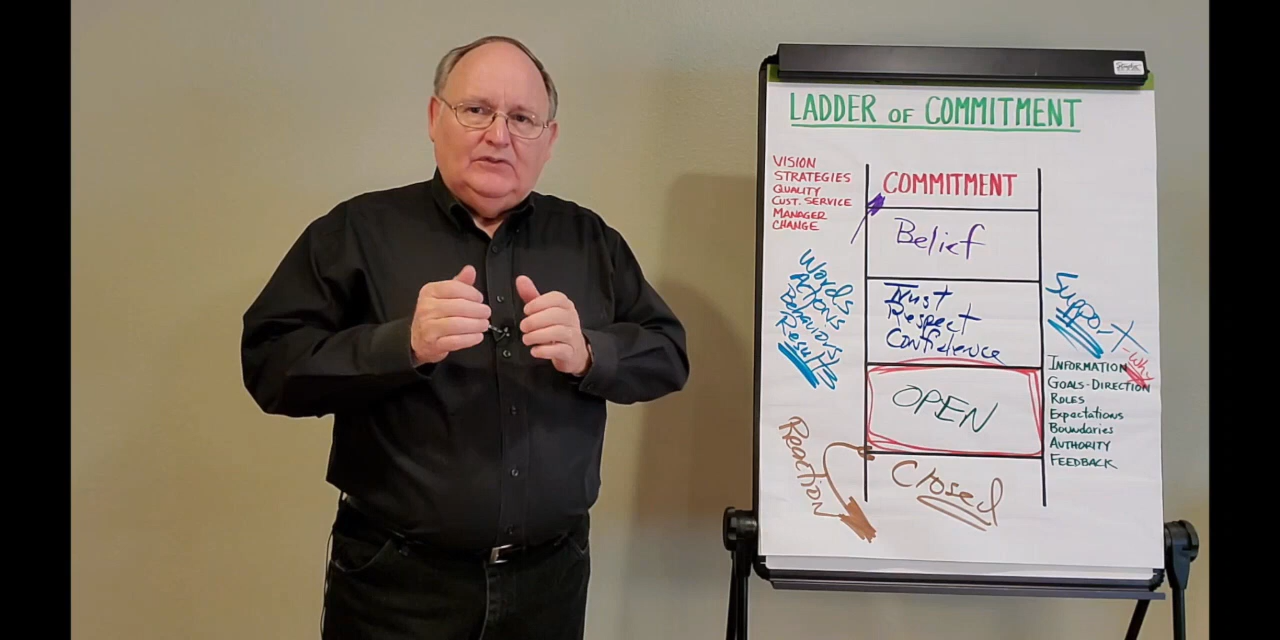 LADDER OF COMMITMENT
VISION
STRATEGIES
QUALITY
CUST. SERVICE
MANAGER
CHANGE
COMMITMENT
Belief
Trust
Respect
Confidence
OPEN
Closed
Words
Actions
Behaviors
Results
Reaction
Support
-Why
INFORMATION
GOALS-DIRECTION
ROLES
Expectations
Boundaries
AUTHORITY
FEEDBACK